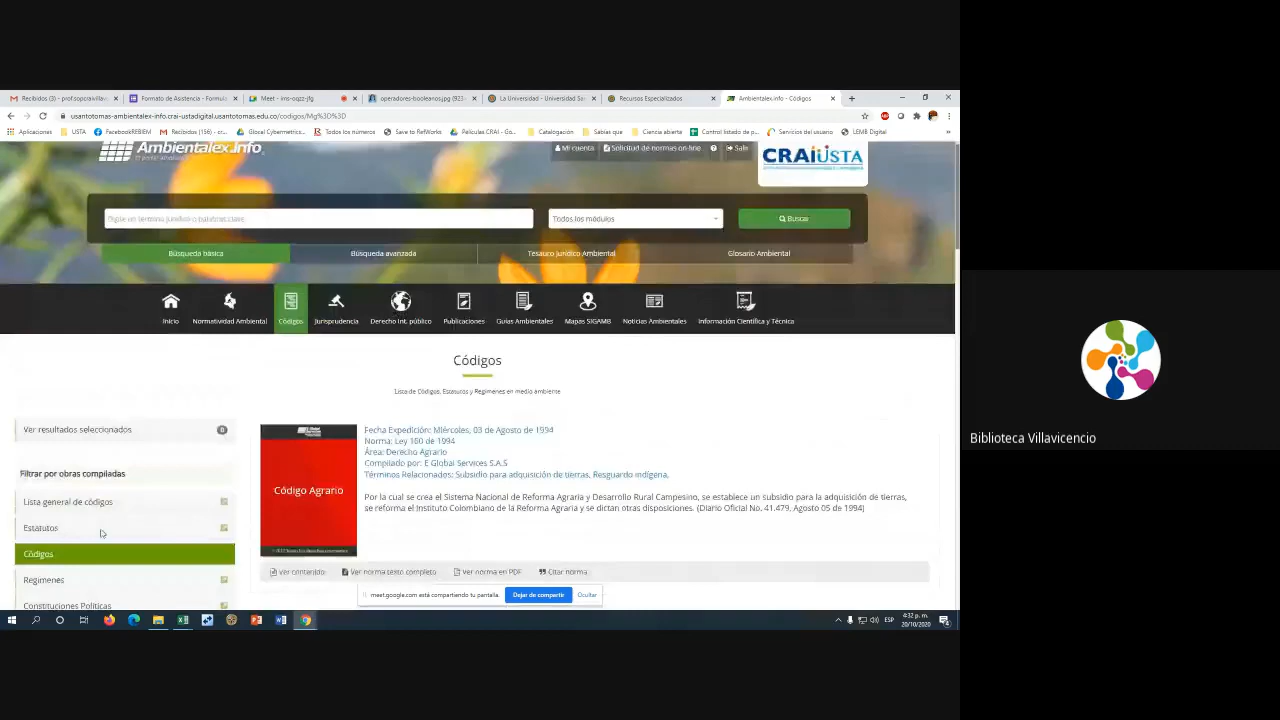 Recibidos (3) - prof.sopcraivillav
Formato de Asistencia - Formula
Meet - ims-oqzz-jfg
operadores-booleanos.jpg (923
La Universidad - Universidad San
Recursos Especializados
Ambientalex.info - Códigos
usantotomas-ambientalex-info.crai-ustadigital.usantotomas.edu.co/codigos/Mg%3D%3D
Aplicaciones
USTA
FacebookREBIEM
Recibidos (156) - cr...
Glocal Cybermetrics...
Todos los números
Save to RefWorks
Películas CRAI - Go...
Catalogación
Sabías que
Ciencia abierta
Control listado de p...
Servicios del usuario
LEMB Digital
Ambientalex.info
Mi cuenta
Solicitud de normas on-line
Salir
CRAIUSTA
Digite un término jurídico o palabras clave
Todos los módulos
Buscar
Búsqueda básica
Búsqueda avanzada
Tesauro Jurídico Ambiental
Glosario Ambiental
Inicio
Normatividad Ambiental
Códigos
Jurisprudencia
Derecho Int. público
Publicaciones
Guías Ambientales
Mapas SIGAMB
Noticias Ambientales
Información Científica y Técnica
Códigos
Lista de Códigos, Estatutos y Regímenes en medio ambiente
Ver resultados seleccionados
0
Filtrar por obras compiladas
Lista general de códigos
Estatutos
Códigos
Regimenes
Constituciones Políticas
Código Agrario
Fecha Expedición: Miércoles, 03 de Agosto de 1994
Norma: Ley 160 de 1994
Área: Derecho Agrario
Compilado por: E Global Services S.A.S
Términos Relacionados: Subsidio para adquisición de tierras, Resguardo indígena,
Por la cual se crea el Sistema Nacional de Reforma Agraria y Desarrollo Rural Campesino, se establece un subsidio para la adquisición de tierras,
se reforma el Instituto Colombiano de la Reforma Agraria y se dictan otras disposiciones. (Diario Oficial No. 41.479, Agosto 05 de 1994)
Ver contenido
Ver norma texto completo
Ver norma en PDF
Citar norma
meet.google.com está compartiendo tu pantalla.
Dejar de compartir
Ocultar
ESP
4:32 p. m.
20/10/2020
Biblioteca Villavicencio